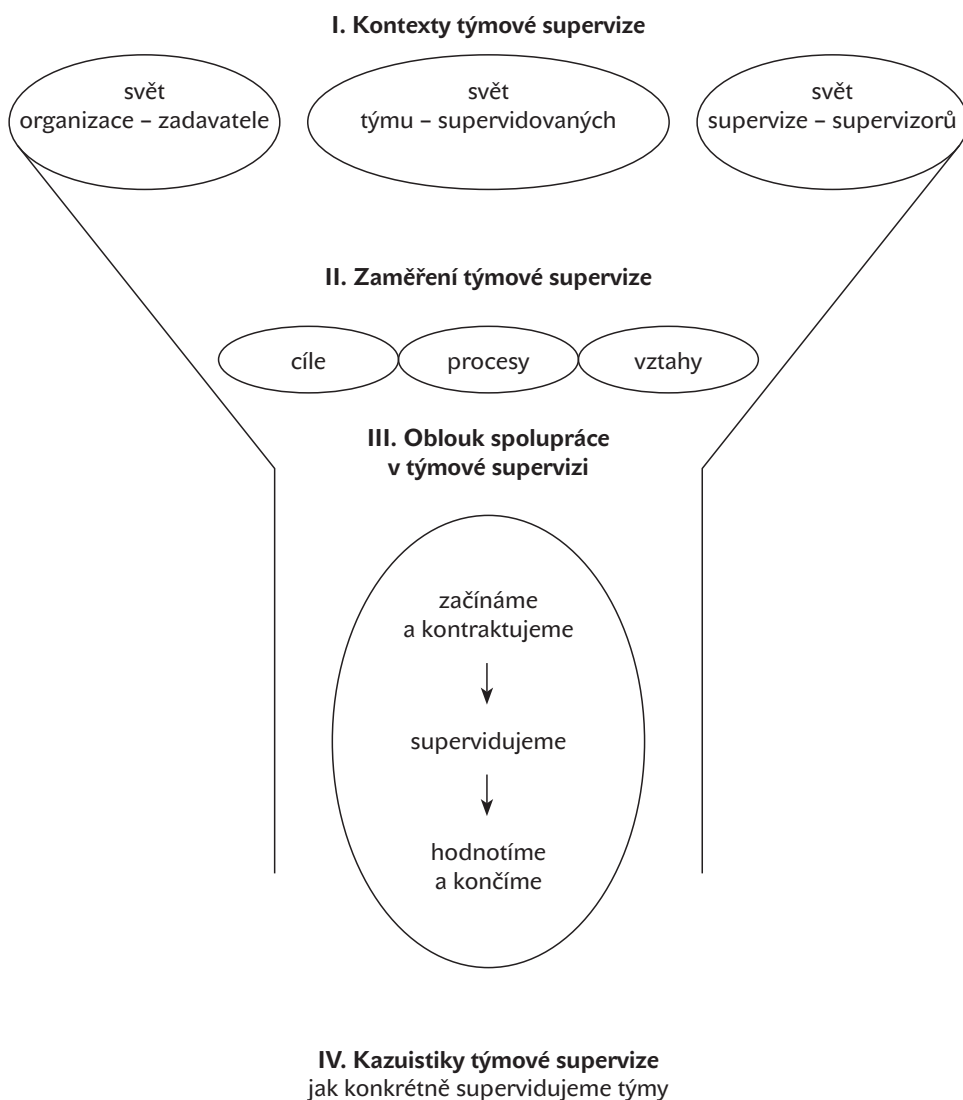 I. Kontexty týmové supervize
svět
organizace – zadavatele
svět
týmu – supervidovaných
svět
supervize – supervizorů
II. Zaměření týmové supervize
cíle
procesy
vztahy
III. Oblouk spolupráce
v týmové supervizi
začínáme
a kontraktujeme
supervidujeme
hodnotíme
a končíme
IV. Kazuistiky týmové supervize
jak konkrétně supervidujeme týmy